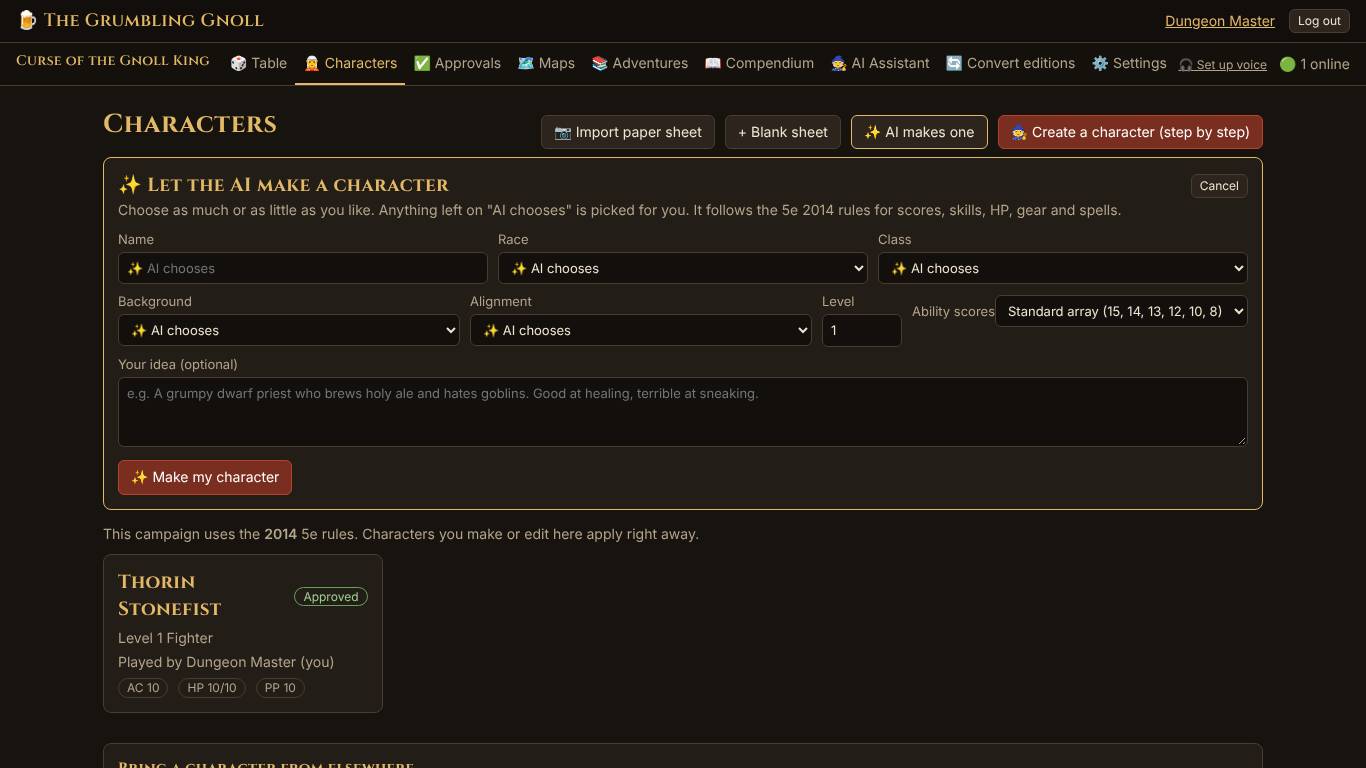 🍺 The Grumbling Gnoll
Dungeon Master
Log out
Curse of the Gnoll King
🎲 Table
🧝 Characters
✅ Approvals
🗺️ Maps
📚 Adventures
📖 Compendium
🧙 AI Assistant
🔄 Convert editions
⚙️ Settings
🎧 Set up voice
🟢 1 online
Characters
📷 Import paper sheet
+ Blank sheet
✨ AI makes one
🧙 Create a character (step by step)
✨ Let the AI make a character
Cancel
Choose as much or as little as you like. Anything left on "AI chooses" is picked for you. It follows the 5e 2014 rules for scores, skills, HP, gear and spells.
Name
Race
Class
✨ AI chooses
✨ AI chooses
✨ AI chooses
Background
Alignment
Level
Ability scores
Standard array (15, 14, 13, 12, 10, 8)
✨ AI chooses
✨ AI chooses
1
Your idea (optional)
e.g. A grumpy dwarf priest who brews holy ale and hates goblins. Good at healing, terrible at sneaking.
✨ Make my character
This campaign uses the 2014 5e rules. Characters you make or edit here apply right away.
Thorin
Stonefist
Approved
Level 1 Fighter
Played by Dungeon Master (you)
AC 10
HP 10/10
PP 10
Bring a character from elsewhere